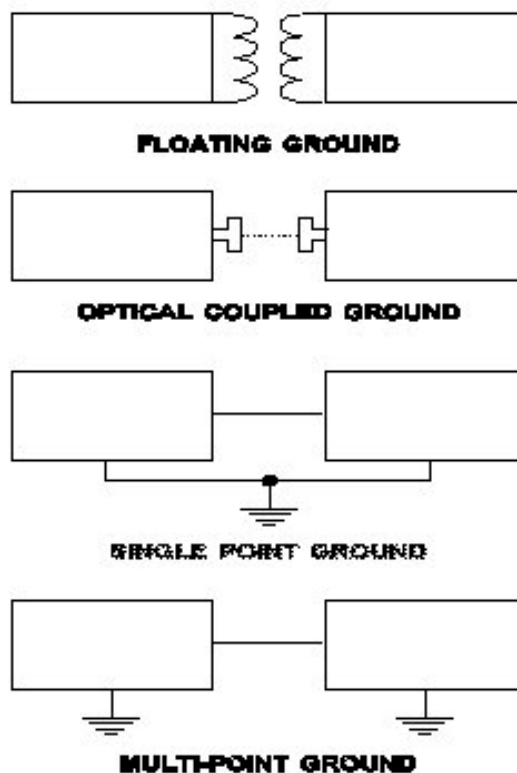 FLOATING GROUND
OPTICAL COUPLED GROUND
SINGLE POINT GROUND
MULTI-POINT GROUND